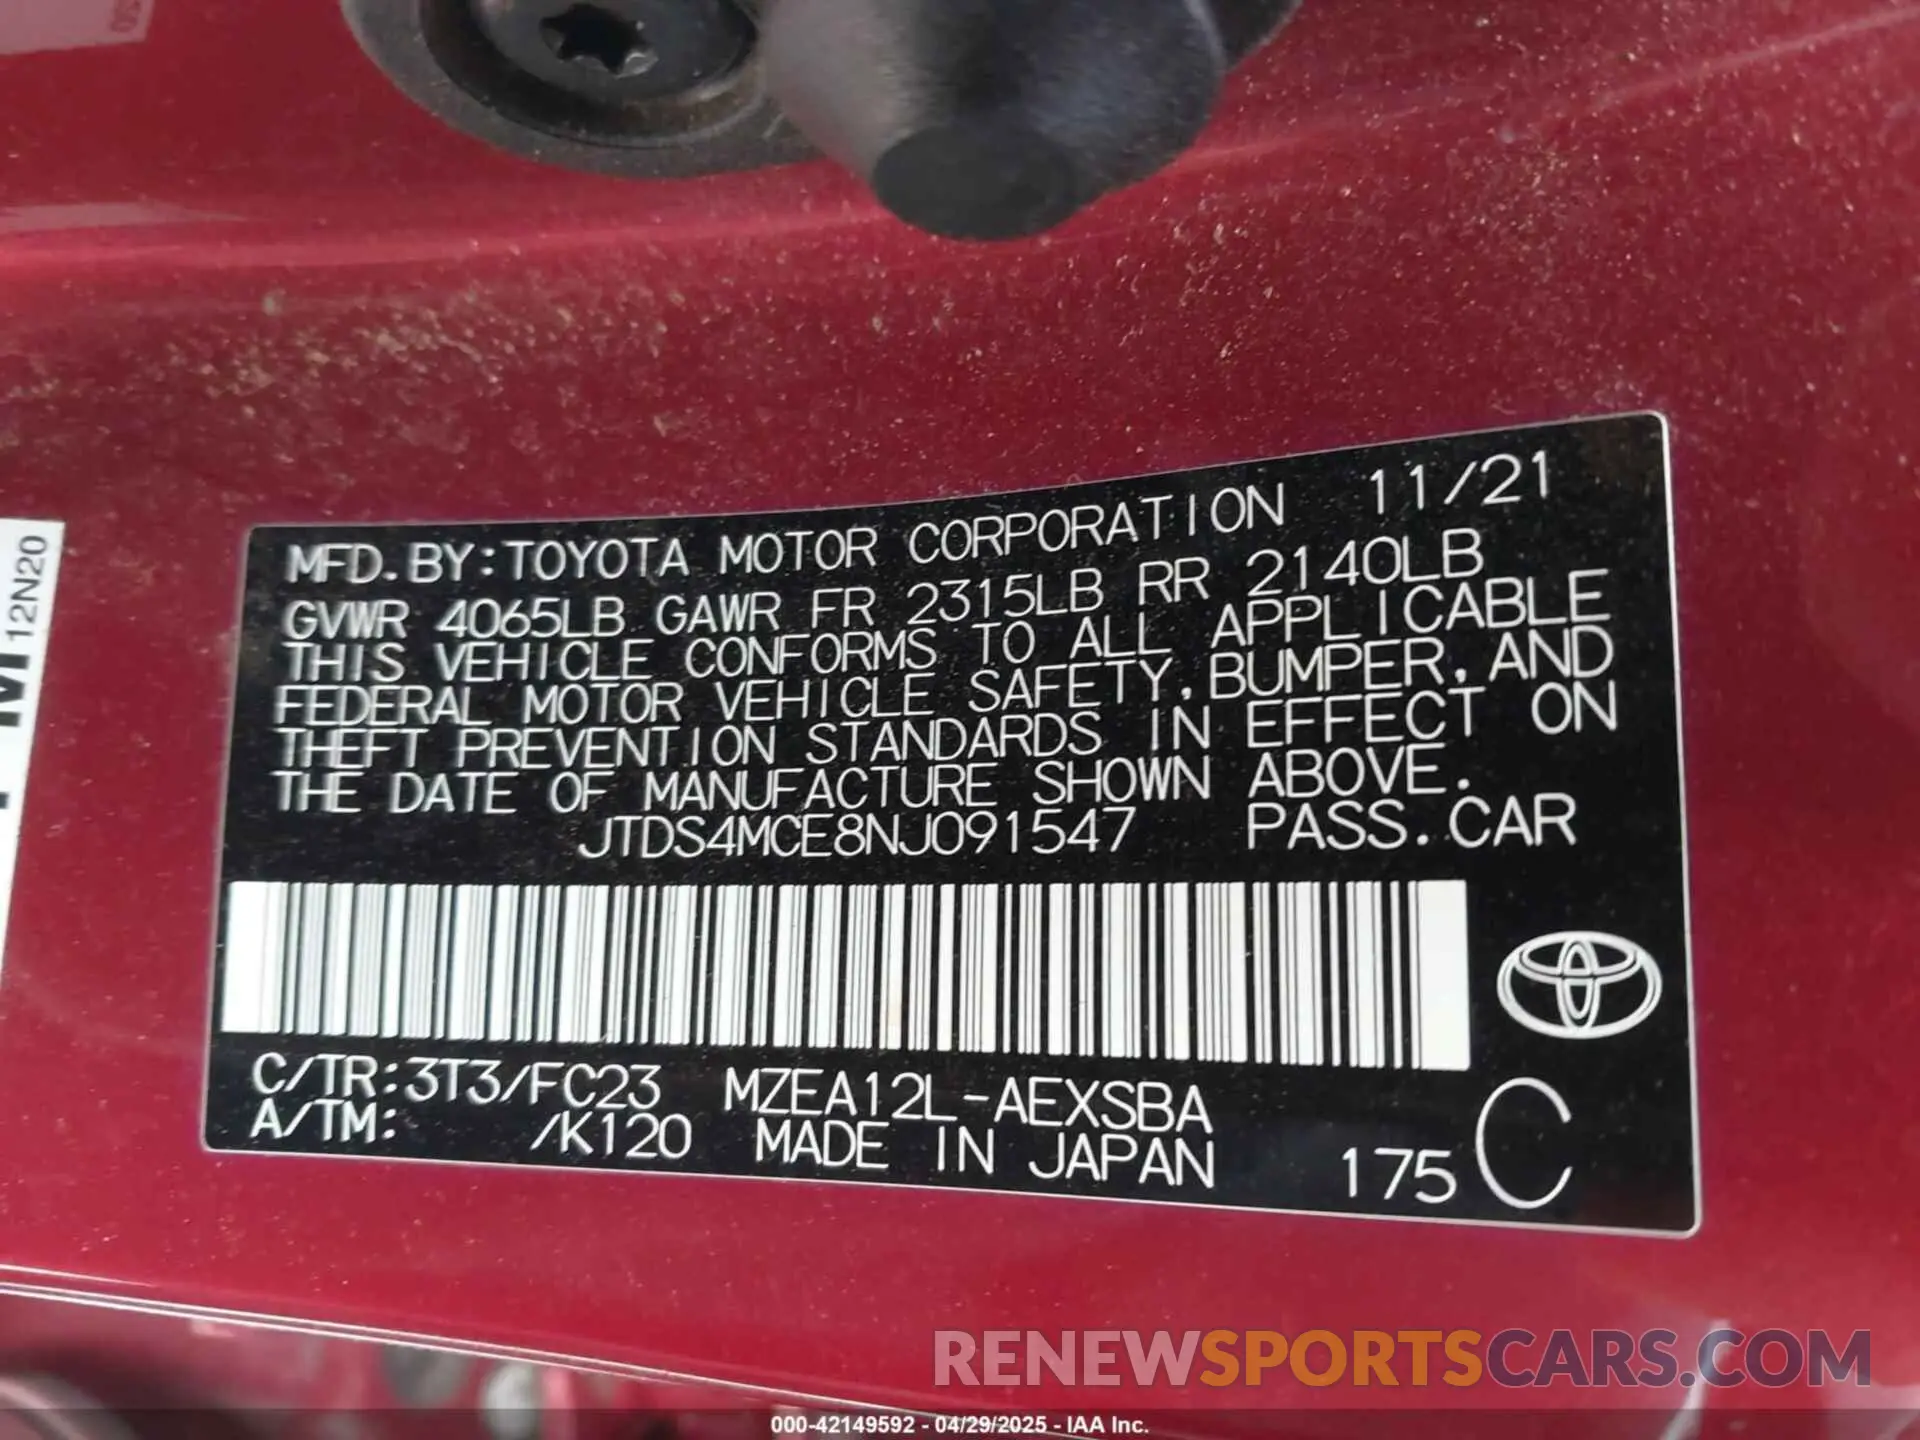 12N20
MFD.BY:TOYOTA MOTOR CORPORATION 11/21
GVWR 4065LB GAWR FR 2315LB RR 2140LB
THIS VEHICLE CONFORMS TO ALL APPLICABLE
FEDERAL MOTOR VEHICLE SAFETY,BUMPER,AND
THEFT PREVENTION STANDARDS IN EFFECT ON
THE DATE OF MANUFACTURE SHOWN ABOVE.
JTDS4MCE8NJ091547 PASS.CAR
C/TR:3T3/FC23 MZEA12L-AEXSBA
A/TM: /K120 MADE IN JAPAN 175 C
RENEWSPORTSCARS.COM
000-42149592 - 04/29/2025 - IAA Inc.